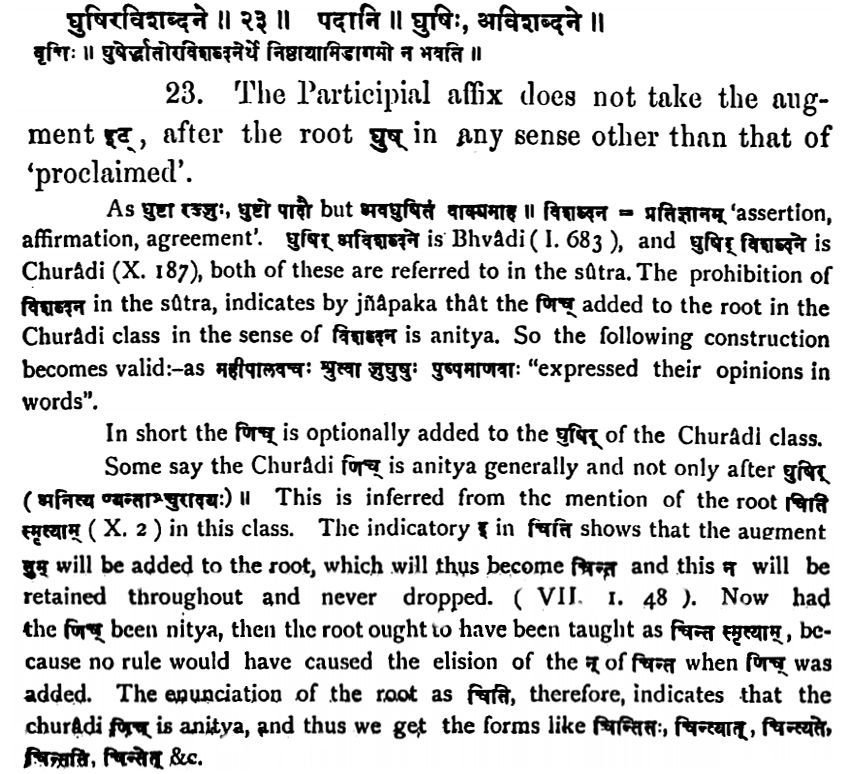 घुषिरविशब्दने ॥ २३ ॥ पदानि ॥ घुषिः, अविशब्दने ॥
वृत्तिः ॥ घुषेर्द्धातोरविशब्दनेर्थे निष्ठायामिडागमो न भवति ॥
23. The Participial affix does not take the aug-
ment इट्, after the root घुष् in any sense other than that of
‘proclaimed’.
As घुष्टा रज्जुः, घुष्टो पादौ but अवघुषितं वाक्यमाह ॥ विशब्दन = प्रतिज्ञानम् ‘assertion,
affirmation, agreement’. घुषिर् अविशब्दने is Bhvâdi ( I. 683 ), and घुषिर् विशब्दने is
Churâdi (X. 187), both of these are referred to in the sûtra. The prohibition of
विशब्दन in the sûtra, indicates by jñâpaka thât the णिच् added to the root in the
Churâdi class in the sense of विशब्दन is anitya. So the following construction
becomes valid:–as महीपालवचः श्रुत्वा जुघुषुः पुष्पमाणवाः “expressed their opinions in
words”.
In short the णिच् is optionally added to the घुषिर् of the Churâdi class.
Some say the Churâdi णिच् is anitya generally and not only after घुषिर्
( अनित्य ण्यन्ताश्चुरादयः) ॥ This is inferred from the mention of the root चिति
स्मृत्याम् ( X. 2 ) in this class. The indicatory इ in चिति shows that the augment
नुम् will be added to the root, which will thus become चिन्त and this न will be
retained throughout and never dropped. ( VII. 1. 48 ). Now had
the णिच् been nitya, then the root ought to have been taught as चिन्त स्मृत्याम्, be-
cause no rule would have caused the elision of the न् of चिन्त when णिच् was
added. The enunciation of the root as चिति, therefore, indicates that the
churâdi णिच् is anitya, and thus we get the forms like चिन्तितः, चिन्त्यात्, चिन्त्यते,
चिन्तति, चिन्तेत् &c.